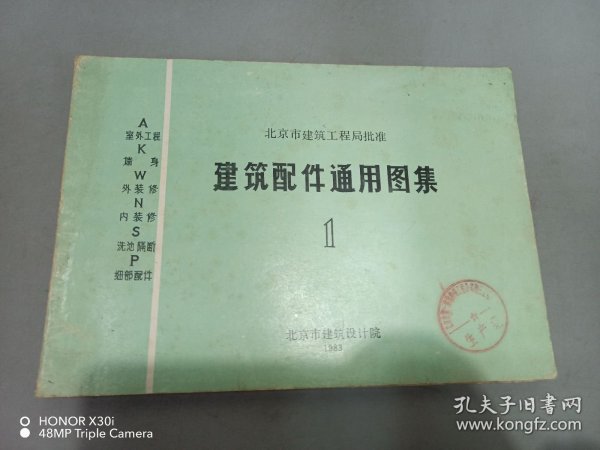 A
室外工程
K
墙身
W
外装修
N
内装修
S
洗池隔断
P
细部配件
北京市建筑工程局批准
建筑配件通用图集
1
北京市建筑设计院
1983
HONOR X30i
48MP Triple Camera
孔夫子旧书网
www.kongfz.com